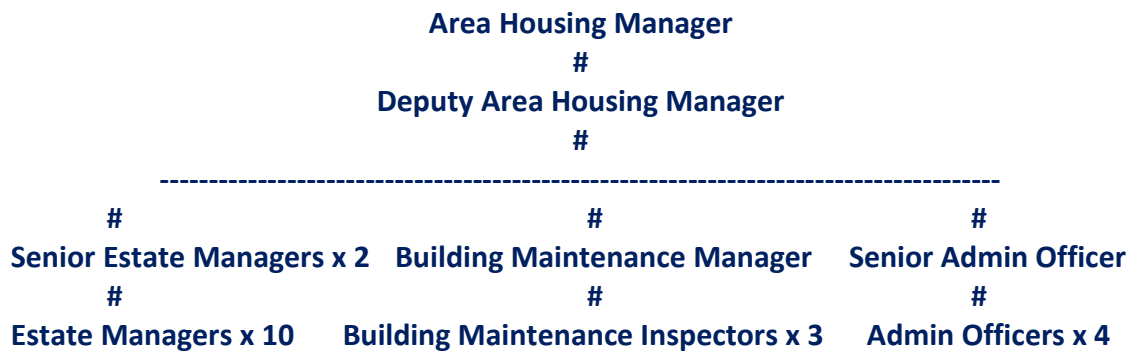 Area Housing Manager
#
Deputy Area Housing Manager
#
------------------------------------------------------------------------------------
# # #
Senior Estate Managers x 2 Building Maintenance Manager Senior Admin Officer
# # #
Estate Managers x 10 Building Maintenance Inspectors x 3 Admin Officers x 4